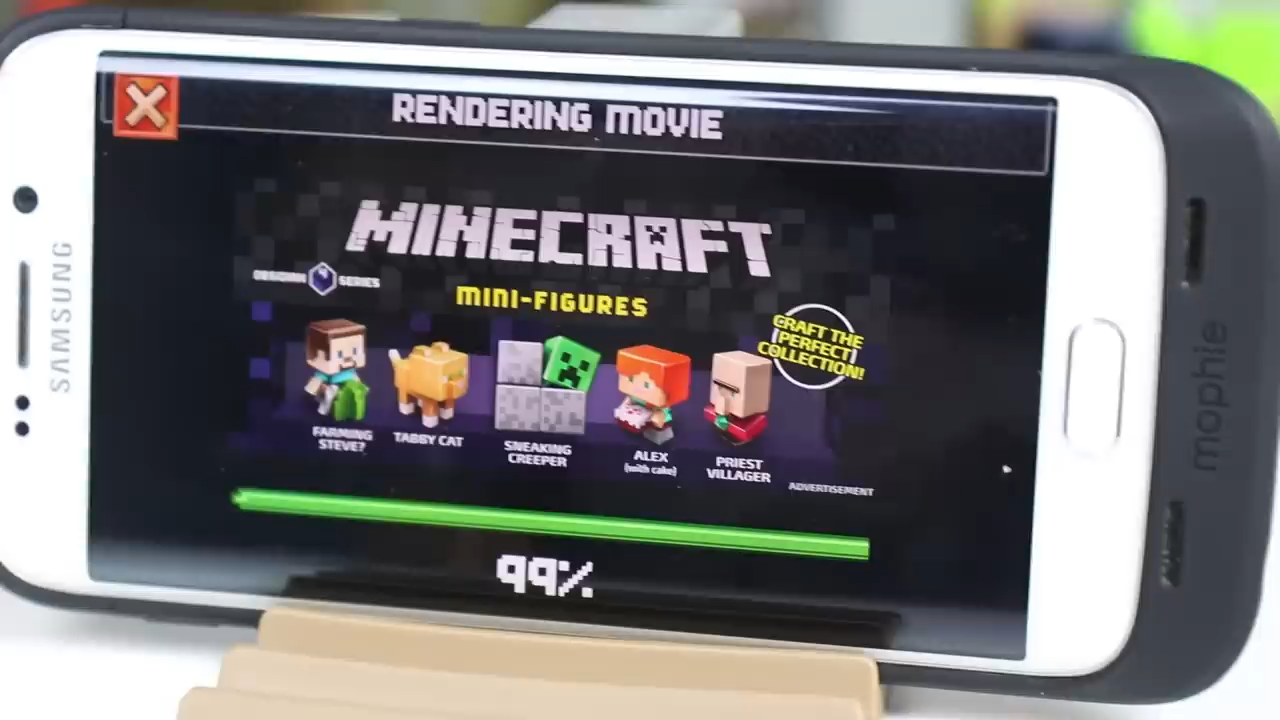 RENDERING MOVIE
MINECRAFT
OBSIDIAN SERIES
MINI-FIGURES
CRAFT THE
PERFECT
COLLECTION!
FARMING
STEVE?
TABBY CAT
SNEAKING
CREEPER
ALEX
(with cake)
PRIEST
VILLAGER
ADVERTISEMENT
99%
SAMSUNG
mophie